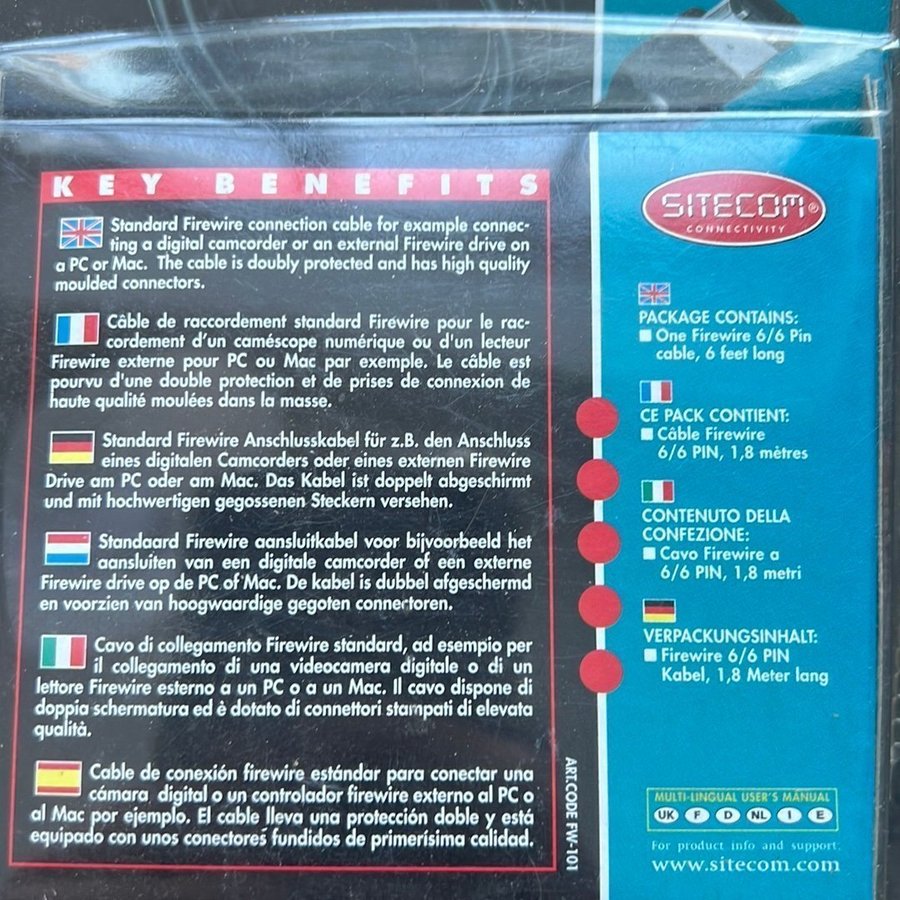 KEY BENEFITS
Standard Firewire connection cable for example connec-
ting a digital camcorder or an external Firewire drive on
a PC or Mac. The cable is doubly protected and has high quality
moulded connectors.
Câble de raccordement standard Firewire pour le rac-
cordement d'un caméscope numérique ou d'un lecteur
Firewire externe pour PC ou Mac par exemple. Le câble est
pourvu d'une double protection et de prises de connexion de
haute qualité moulées dans la masse.
Standard Firewire Anschlusskabel für z.B. den Anschluss
eines digitalen Camcorders oder eines externen Firewire
Drive am PC oder am Mac. Das Kabel ist doppelt abgeschirmt
und mit hochwertigen gegossenen Steckern versehen.
Standaard Firewire aansluitkabel voor bijvoorbeeld het
aansluiten van een digitale camcorder of een externe
Firewire drive op de PC of Mac. De kabel is dubbel afgeschermd
en voorzien van hoogwaardige gegoten connectoren.
Cavo di collegamento Firewire standard, ad esempio per
il collegamento di una videocamera digitale o di un
lettore Firewire esterno a un PC o a un Mac. Il cavo dispone di
doppia schermatura ed è dotato di connettori stampati di elevata
qualità.
Cable de conexión firewire estándar para conectar una
cámara digital o un controlador firewire externo al PC o
al Mac por ejemplo. El cable lleva una protección doble y está
equipado con unos conectores fundidos de primerísima calidad.
ART.CODE FW-101
SITECOM®
CONNECTIVITY
PACKAGE CONTAINS:
One Firewire 6/6 Pin
cable, 6 feet long
CE PACK CONTIENT:
Câble Firewire
6/6 PIN, 1,8 mètres
CONTENUTO DELLA
CONFEZIONE:
Cavo Firewire a
6/6 PIN, 1,8 metri
VERPACKUNGSINHALT:
Firewire 6/6 PIN
Kabel, 1,8 Meter lang
MULTI-LINGUAL USER'S MANUAL
UK F D NL I E
For product info and support
www.sitecom.com